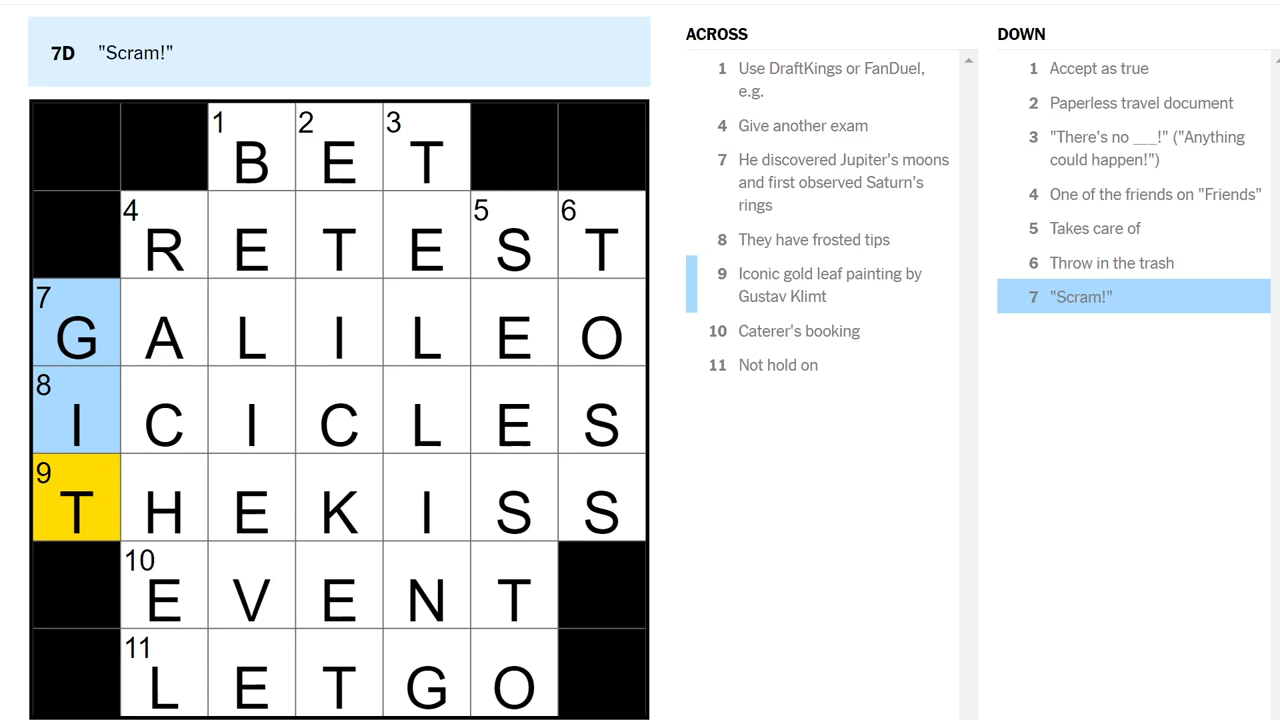 7D "Scram!"
1 B 2 E 3 T
4 R E T E 5 S 6 T
7 G A L I L E O
8 I C I C L E S
9 T H E K I S S
10 E V E N T
11 L E T G O
ACROSS
1 Use DraftKings or FanDuel,
e.g.
4 Give another exam
7 He discovered Jupiter's moons
and first observed Saturn's
rings
8 They have frosted tips
9 Iconic gold leaf painting by
Gustav Klimt
10 Caterer's booking
11 Not hold on
DOWN
1 Accept as true
2 Paperless travel document
3 "There's no ___!" ("Anything
could happen!")
4 One of the friends on "Friends"
5 Takes care of
6 Throw in the trash
7 "Scram!"